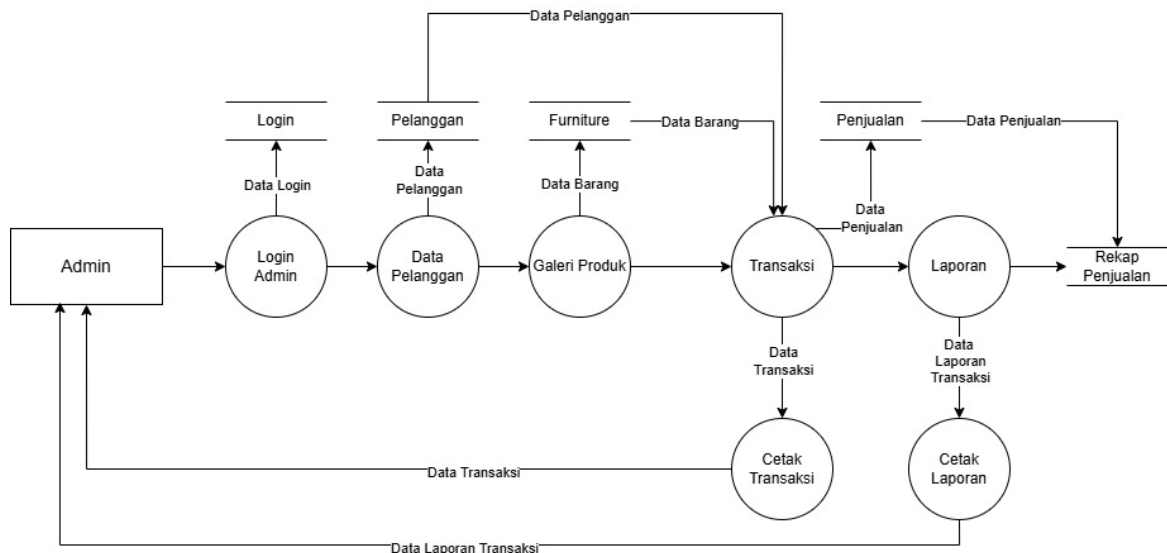 Data Pelanggan
Login
Pelanggan
Furniture
Data Barang
Penjualan
Data Penjualan
Data Login
Data
Pelanggan
Data Barang
Data
Penjualan
Admin
Login
Admin
Data
Pelanggan
Galeri Produk
Transaksi
Laporan
Rekap
Penjualan
Data
Transaksi
Data
Laporan
Transaksi
Cetak
Transaksi
Cetak
Laporan
Data Transaksi
Data Laporan Transaksi